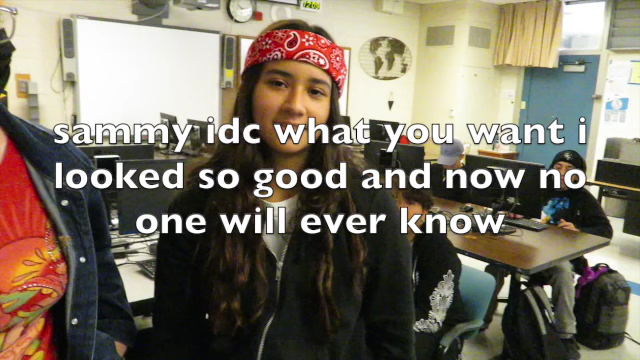 sammy idc what you want i
looked so good and now no
one will ever know